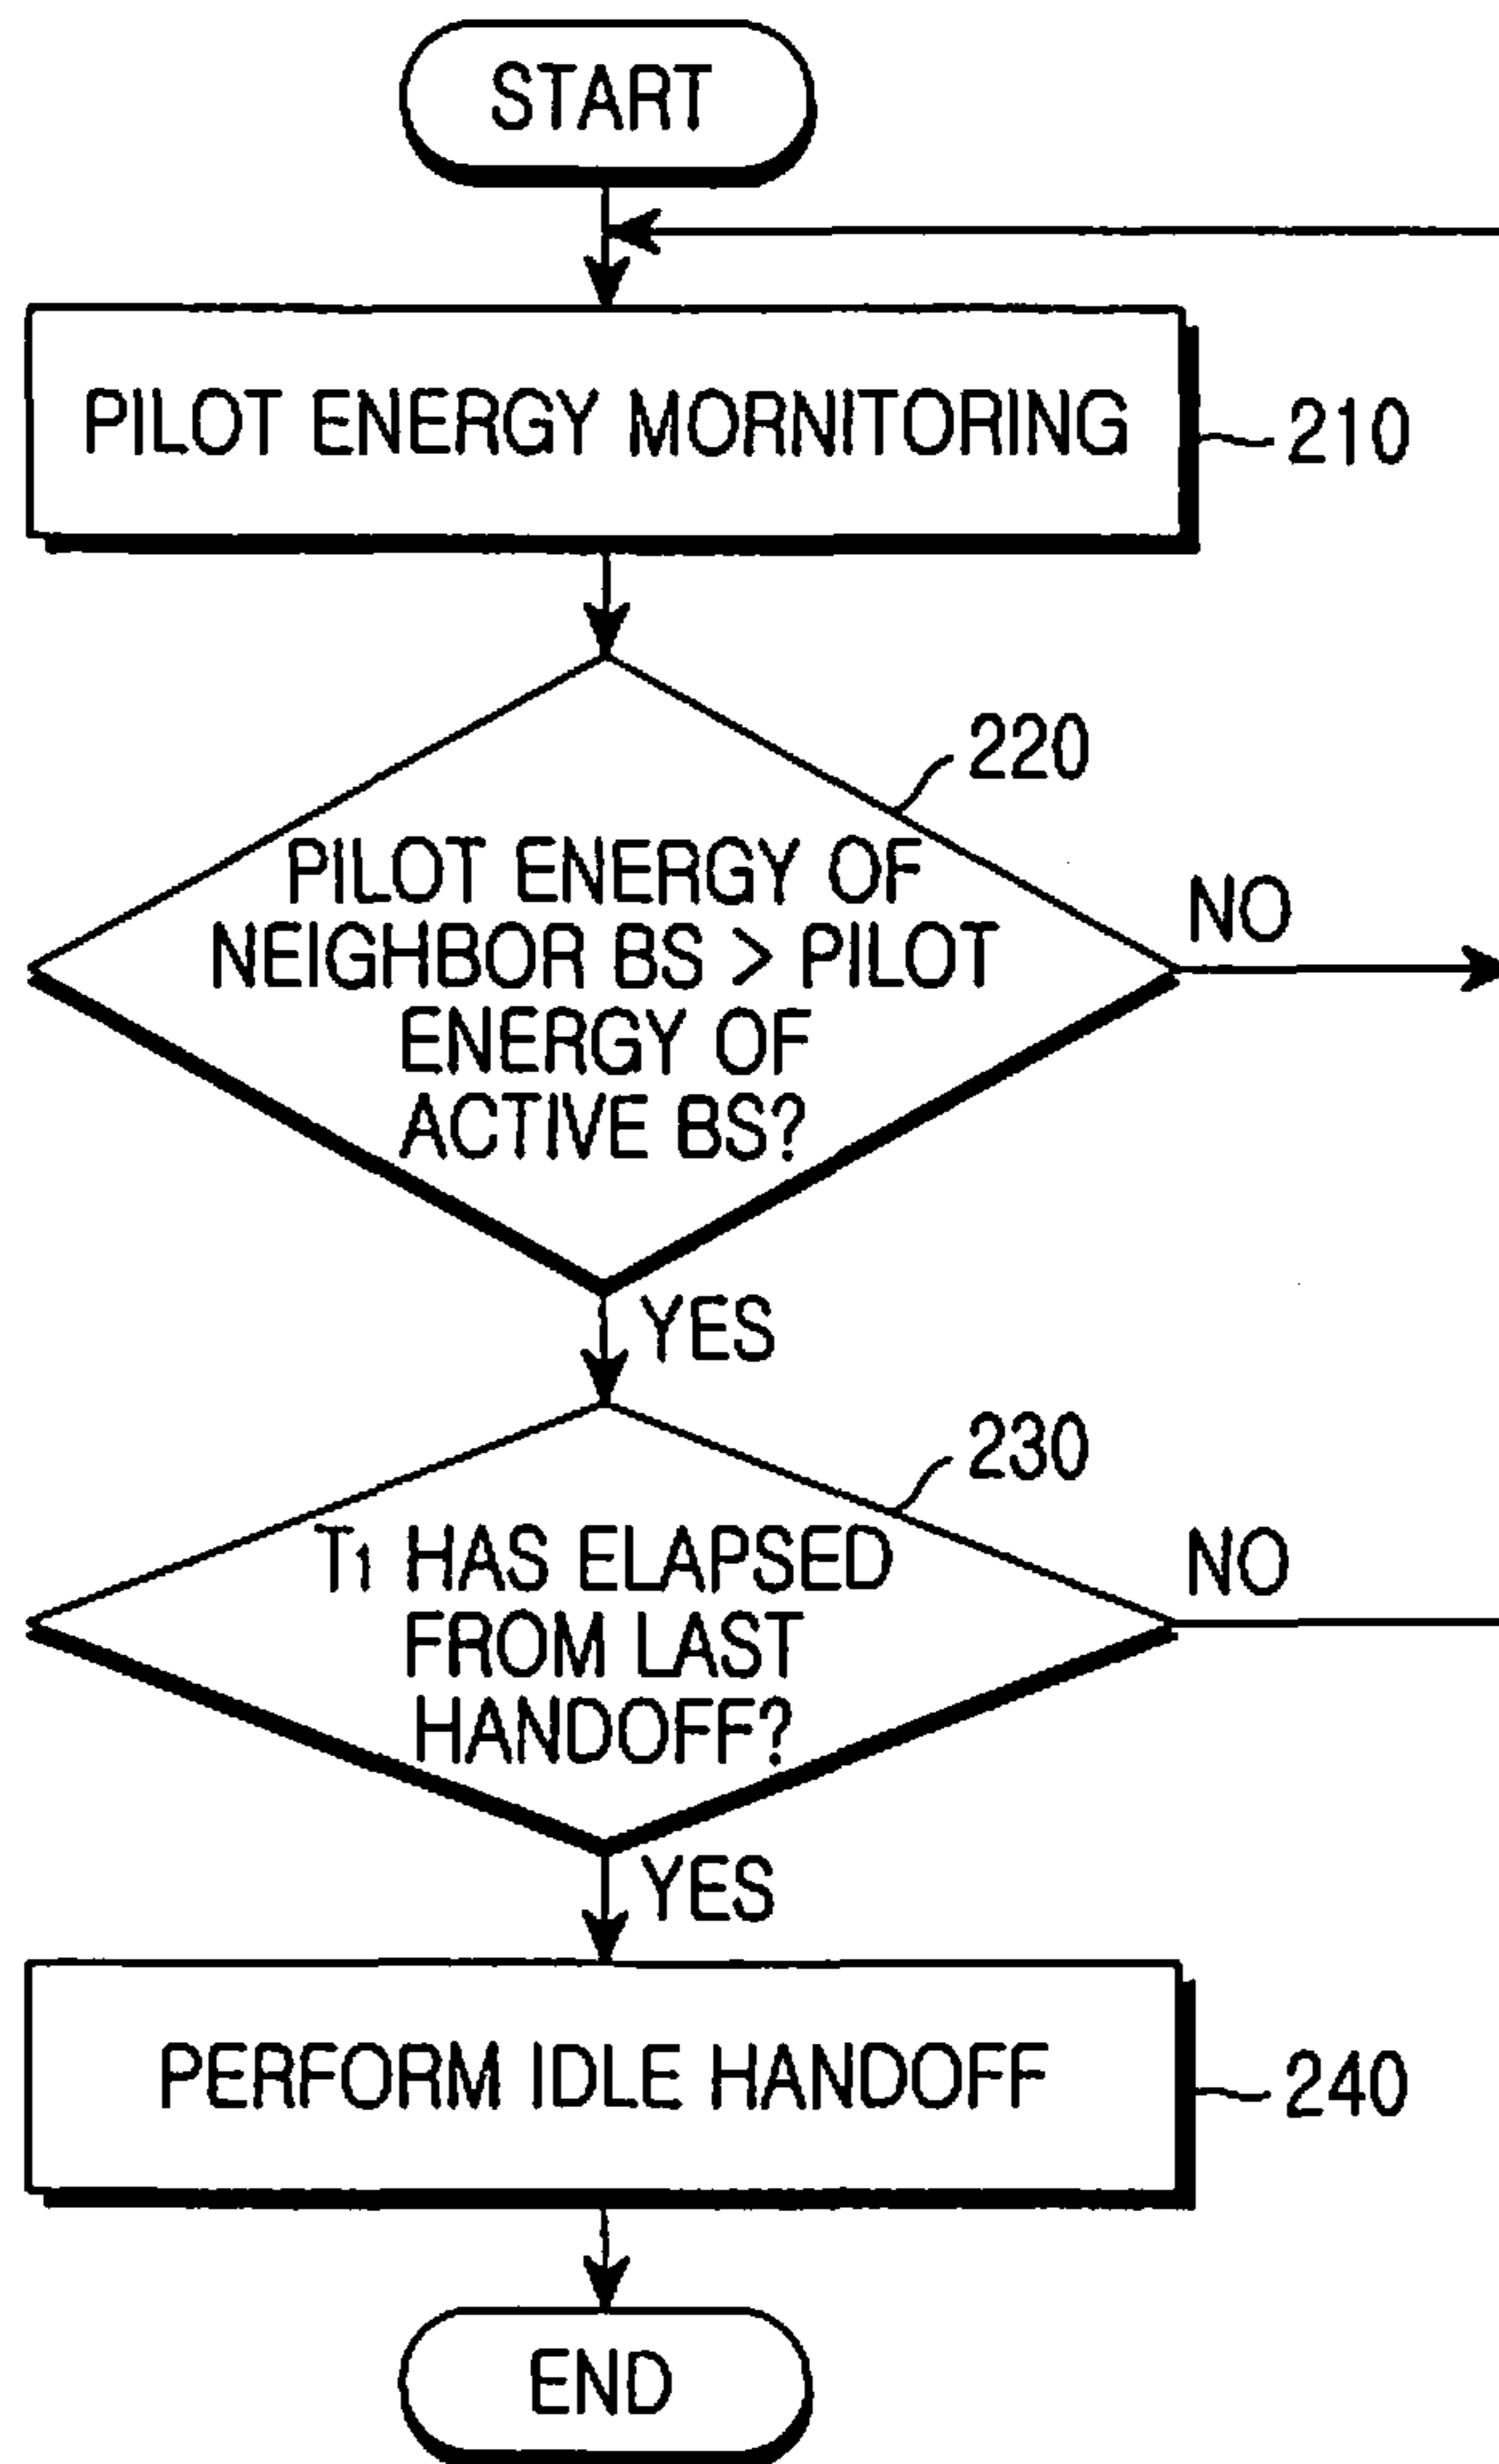 START
PILOT ENERGY MORNITORING
210
220
PILOT ENERGY OF
NEIGHBOR BS > PILOT
ENERGY OF
ACTIVE BS?
NO
YES
230
T1 HAS ELAPSED
FROM LAST
HANDOFF?
NO
YES
PERFORM IDLE HANDOFF
240
END